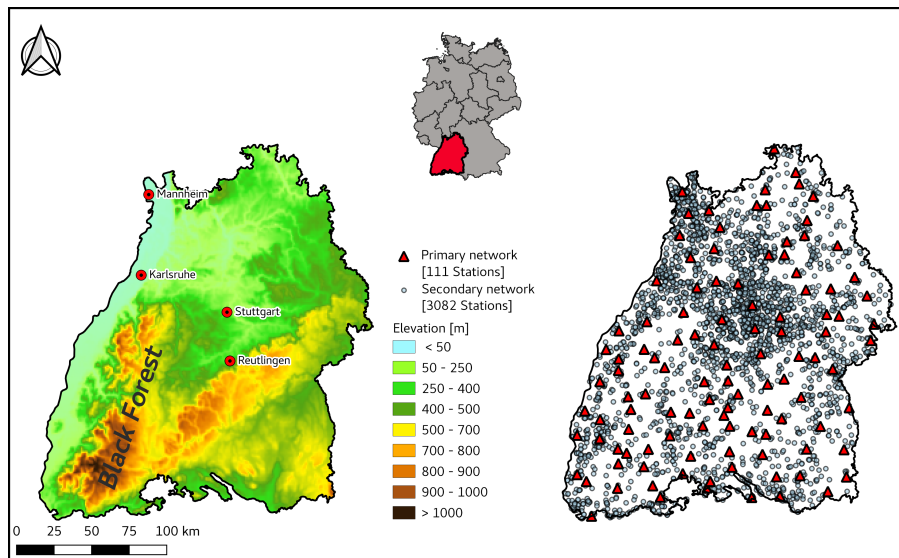 Mannheim
Karlsruhe
Stuttgart
Reutlingen
Black Forest
0 25 50 75 100 km
Primary network
[111 Stations]
Secondary network
[3082 Stations]
Elevation [m]
< 50
50 - 250
250 - 400
400 - 500
500 - 700
700 - 800
800 - 900
900 - 1000
> 1000